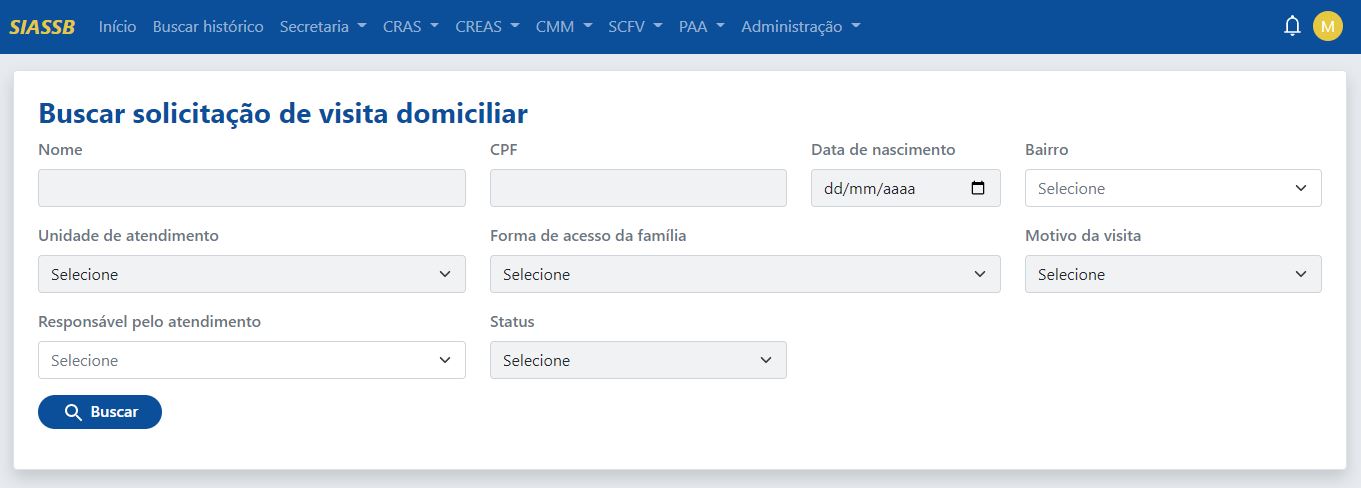 SIASSB Início Buscar histórico Secretaria CRAS CREAS CMM SCFV PAA Administração M
Buscar solicitação de visita domiciliar
Nome CPF Data de nascimento Bairro
dd/mm/aaaa Selecione
Unidade de atendimento Forma de acesso da família Motivo da visita
Selecione Selecione Selecione
Responsável pelo atendimento Status
Selecione Selecione
Buscar